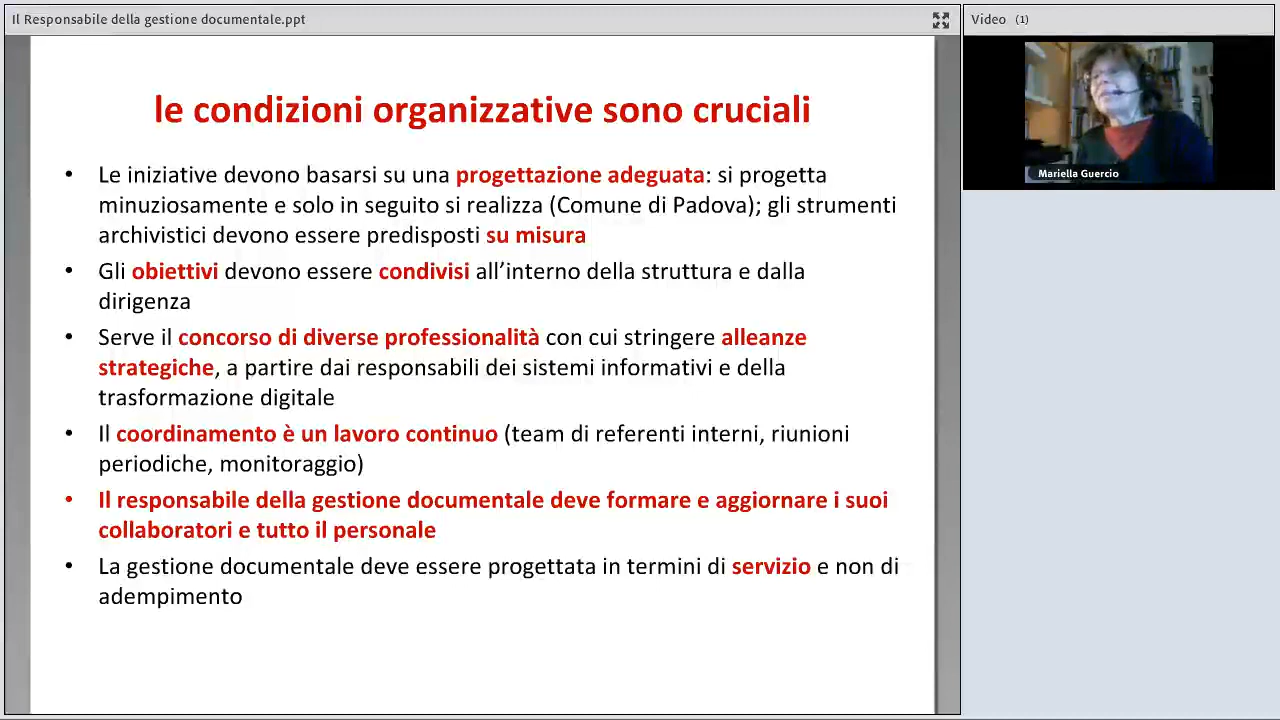 Il Responsabile della gestione documentale.ppt
Video (1)
Mariella Guercio
le condizioni organizzative sono cruciali
• Le iniziative devono basarsi su una progettazione adeguata: si progetta
minuziosamente e solo in seguito si realizza (Comune di Padova); gli strumenti
archivistici devono essere predisposti su misura
• Gli obiettivi devono essere condivisi all’interno della struttura e dalla
dirigenza
• Serve il concorso di diverse professionalità con cui stringere alleanze
strategiche, a partire dai responsabili dei sistemi informativi e della
trasformazione digitale
• Il coordinamento è un lavoro continuo (team di referenti interni, riunioni
periodiche, monitoraggio)
• Il responsabile della gestione documentale deve formare e aggiornare i suoi
collaboratori e tutto il personale
• La gestione documentale deve essere progettata in termini di servizio e non di
adempimento